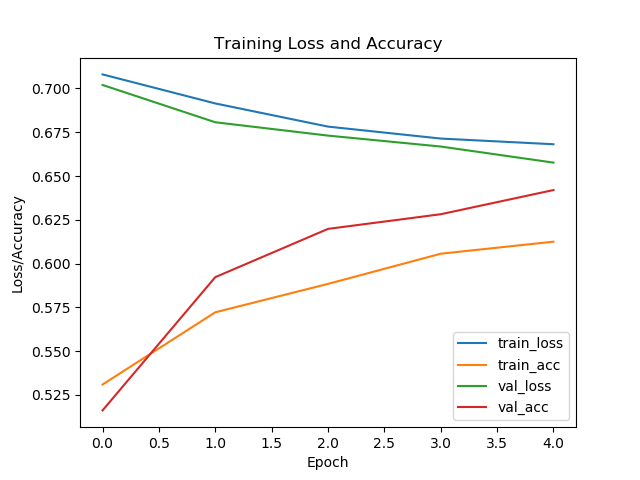 Training Loss and Accuracy
Loss/Accuracy
0.700
0.675
0.650
0.625
0.600
0.575
0.550
0.525
train_loss
train_acc
val_loss
val_acc
0.0 0.5 1.0 1.5 2.0 2.5 3.0 3.5 4.0
Epoch